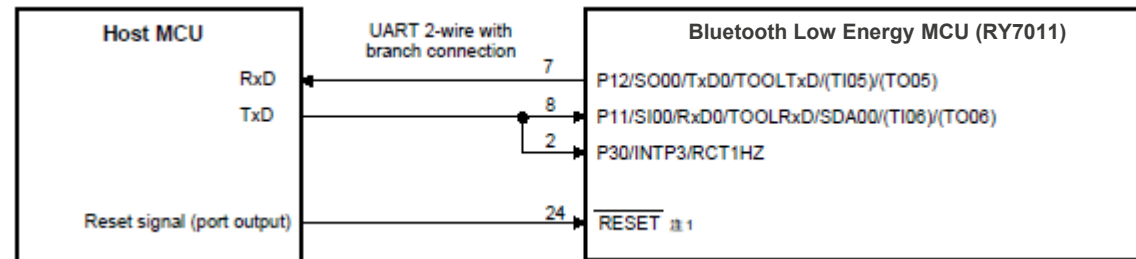 Host MCU
UART 2-wire with
branch connection
Bluetooth Low Energy MCU (RY7011)
RxD
7
P12/SO00/TxD0/TOOLTxD/(TI05)/(TO05)
TxD
8
P11/SI00/RxD0/TOOLRxD/SDA00/(TI06)/(TO06)
2
P30/INTP3/RCT1HZ
Reset signal (port output)
24
RESET 注1